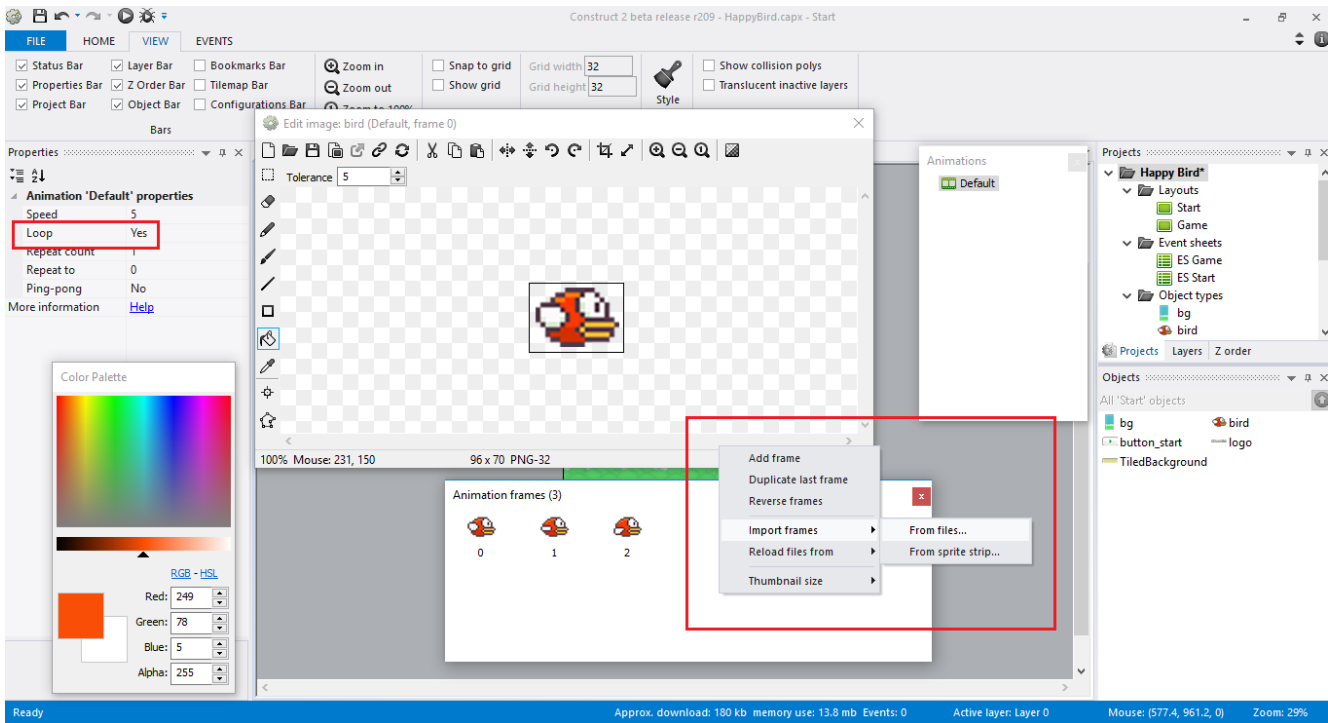 Construct 2 beta release r209 - HappyBird.capx - Start
FILE HOME VIEW EVENTS
Status Bar Layer Bar Bookmarks Bar Zoom in Snap to grid Grid width 32 Show collision polys
Properties Bar Z Order Bar Tilemap Bar Zoom out Show grid Grid height 32 Translucent inactive layers
Project Bar Object Bar Configurations Bar Zoom to 100% Style
Bars
Edit image: bird (Default, frame 0)
Tolerance 5
Properties
Animation 'Default' properties
Speed 5
Loop Yes
Repeat count 1
Repeat to 0
Ping-pong No
More information Help
Color Palette
RGB - HSL
Red: 249
Green: 78
Blue: 5
Alpha: 255
100% Mouse: 231, 150 96 x 70 PNG-32
Animation frames (3)
0 1 2
Add frame
Duplicate last frame
Reverse frames
Import frames
Reload files from
Thumbnail size
From files...
From sprite strip...
Animations
Default
Projects
Happy Bird*
Layouts
Start
Game
Event sheets
ES Game
ES Start
Object types
bg
bird
Projects Layers Z order
Objects
All 'Start' objects
bg bird
button_start logo
TiledBackground
Ready Approx. download: 180 kb memory use: 13.8 mb Events: 0 Active layer: Layer 0 Mouse: (577.4, 961.2, 0) Zoom: 29%